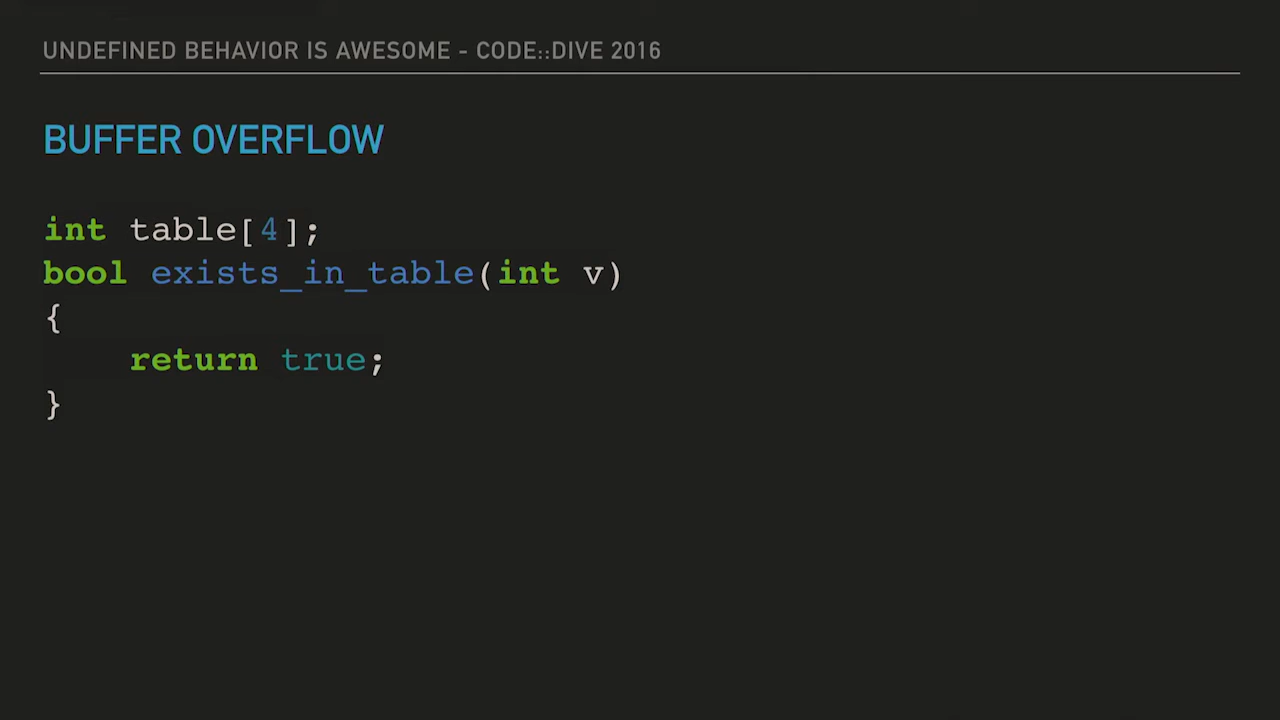 UNDEFINED BEHAVIOR IS AWESOME - CODE::DIVE 2016
BUFFER OVERFLOW
int table[4];
bool exists_in_table(int v)
{
    return true;
}